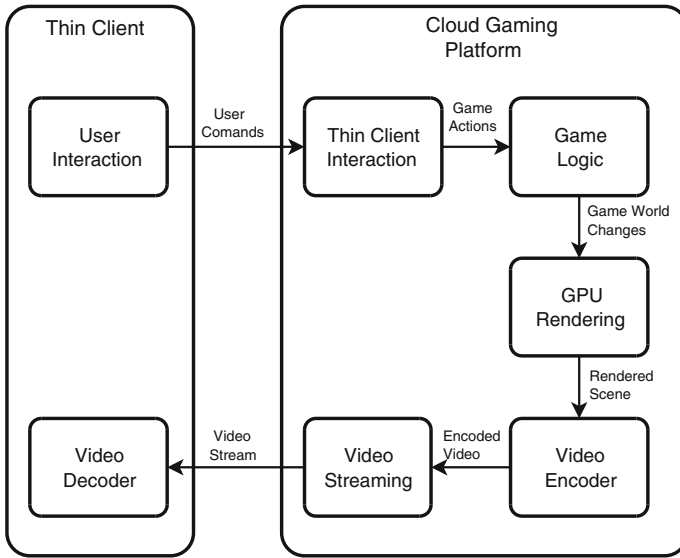 Thin Client
Cloud Gaming
Platform
User
Interaction
User
Comands
Thin Client
Interaction
Game
Actions
Game
Logic
Game World
Changes
GPU
Rendering
Rendered
Scene
Video
Decoder
Video
Stream
Video
Streaming
Encoded
Video
Video
Encoder